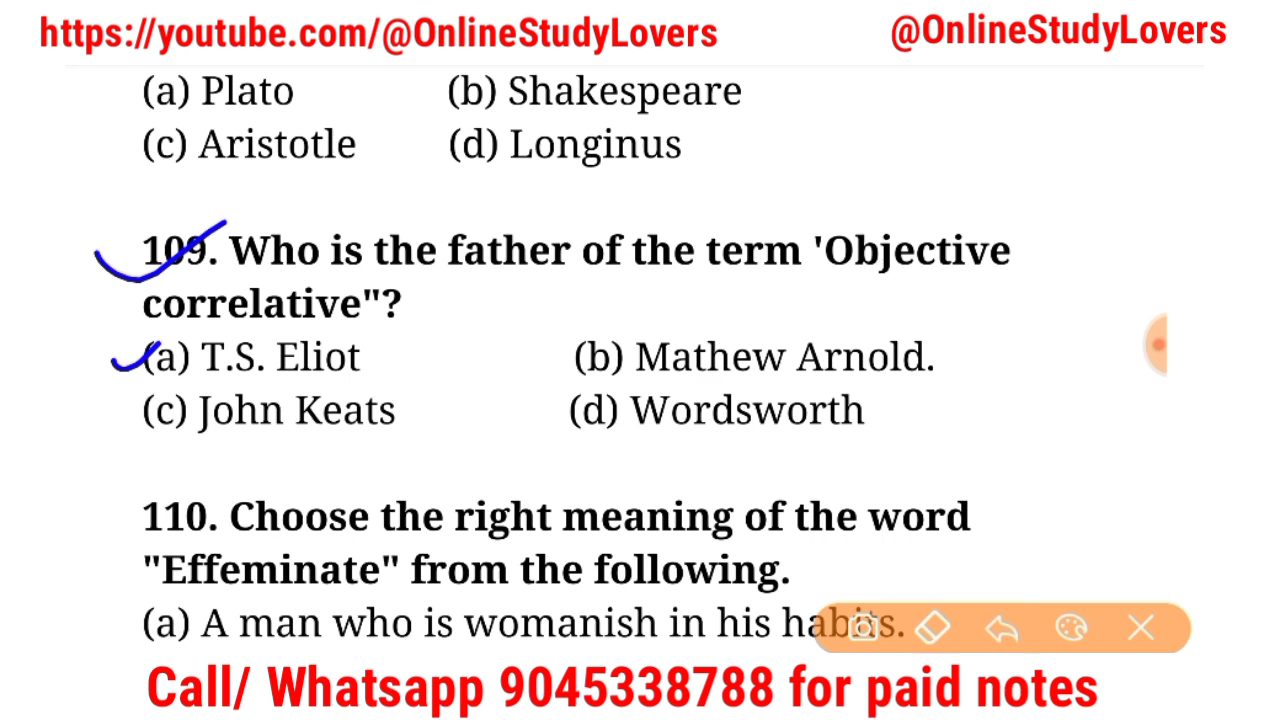 https://youtube.com/@OnlineStudyLovers @OnlineStudyLovers
(a) Plato (b) Shakespeare
(c) Aristotle (d) Longinus
109. Who is the father of the term 'Objective
correlative"?
(a) T.S. Eliot (b) Mathew Arnold.
(c) John Keats (d) Wordsworth
110. Choose the right meaning of the word
"Effeminate" from the following.
(a) A man who is womanish in his habits.
Call/ Whatsapp 9045338788 for paid notes